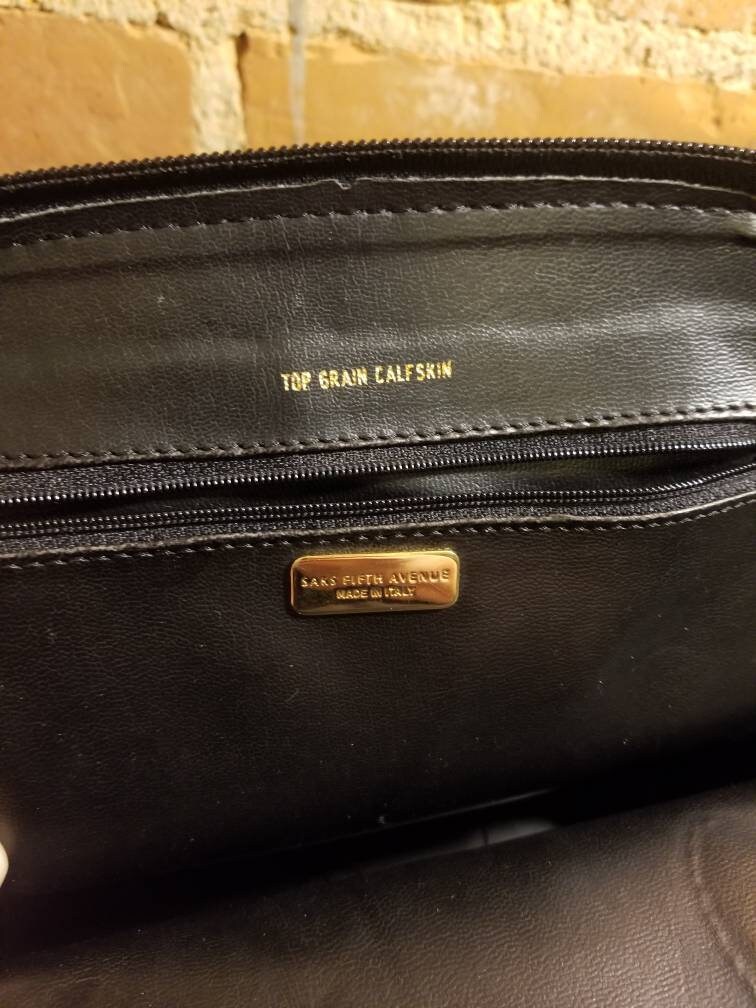 TOP GRAIN CALFSKIN
SAKS FIFTH AVENUE
MADE IN ITALY